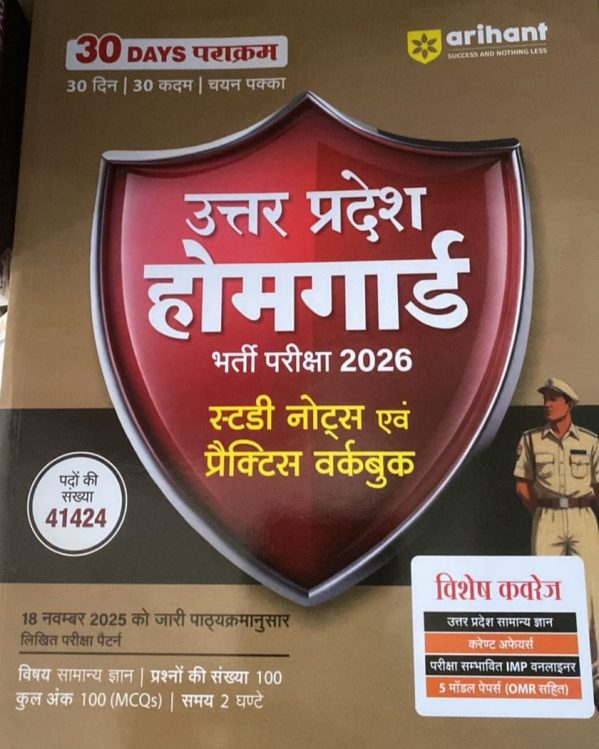 30 DAYS पराक्रम
30 दिन | 30 कदम | चयन पक्का
arihant
SUCCESS AND NOTHING LESS
उत्तर प्रदेश
होमगार्ड
भर्ती परीक्षा 2026
स्टडी नोट्स एवं
प्रैक्टिस वर्कबुक
पदों की
संख्या
41424
18 नवम्बर 2025 को जारी पाठ्यक्रमानुसार
लिखित परीक्षा पैटर्न
विषय सामान्य ज्ञान | प्रश्नों की संख्या 100
कुल अंक 100 (MCQs) | समय 2 घण्टे
विशेष कवरेज
उत्तर प्रदेश सामान्य ज्ञान
करेण्ट अफेयर्स
परीक्षा सम्भावित IMP वनलाइनर
5 मॉडल पेपर्स (OMR सहित)